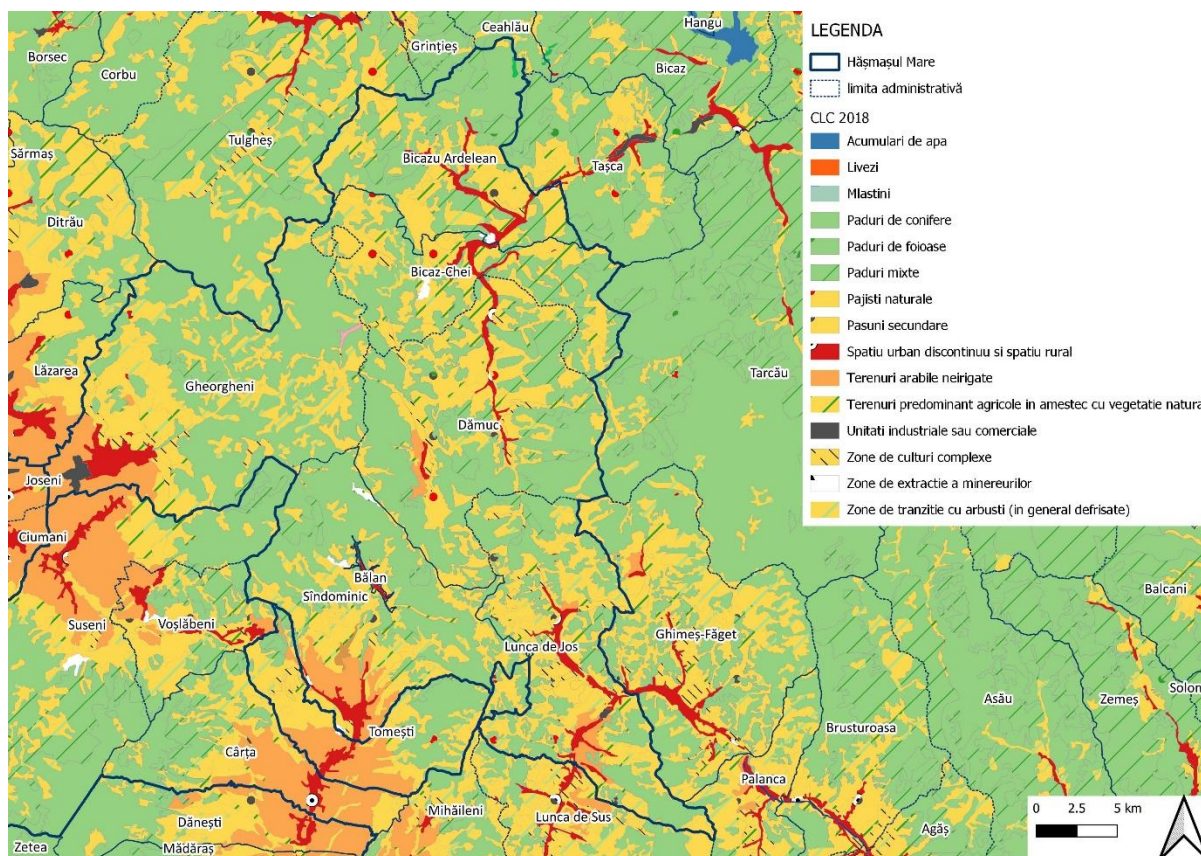 Hangu
Ceahlău
Grințieș
Borsec
Corbu
Bicaz
Tulgheș
Sărmaș
Bicazu Ardelean
Tașca
Ditrău
Bicaz-Chei
Lăzarea
Gheorgheni
Tarcău
Dămuc
Joseni
Ciumani
Bălan
Sîndominic
Balcani
Suseni
Voșlăbeni
Lunca de Jos
Ghimeș-Făget
Asău
Zemeș
Solon
Brusturoasa
Tomești
Cârța
Palanca
Mihăileni
Lunca de Sus
Dănești
Agăș
Zetea
Mădăraș
LEGENDA
Hășmașul Mare
limita administrativă
CLC 2018
Acumulari de apa
Livezi
Mlastini
Paduri de conifere
Paduri de foioase
Paduri mixte
Pajisti naturale
Pasuni secundare
Spatiu urban discontinuu si spatiu rural
Terenuri arabile neirigate
Terenuri predominant agricole in amestec cu vegetatie natura
Unitati industriale sau comerciale
Zone de culturi complexe
Zone de extractie a minereurilor
Zone de tranzitie cu arbusti (in general defrisate)
0 2.5 5 km